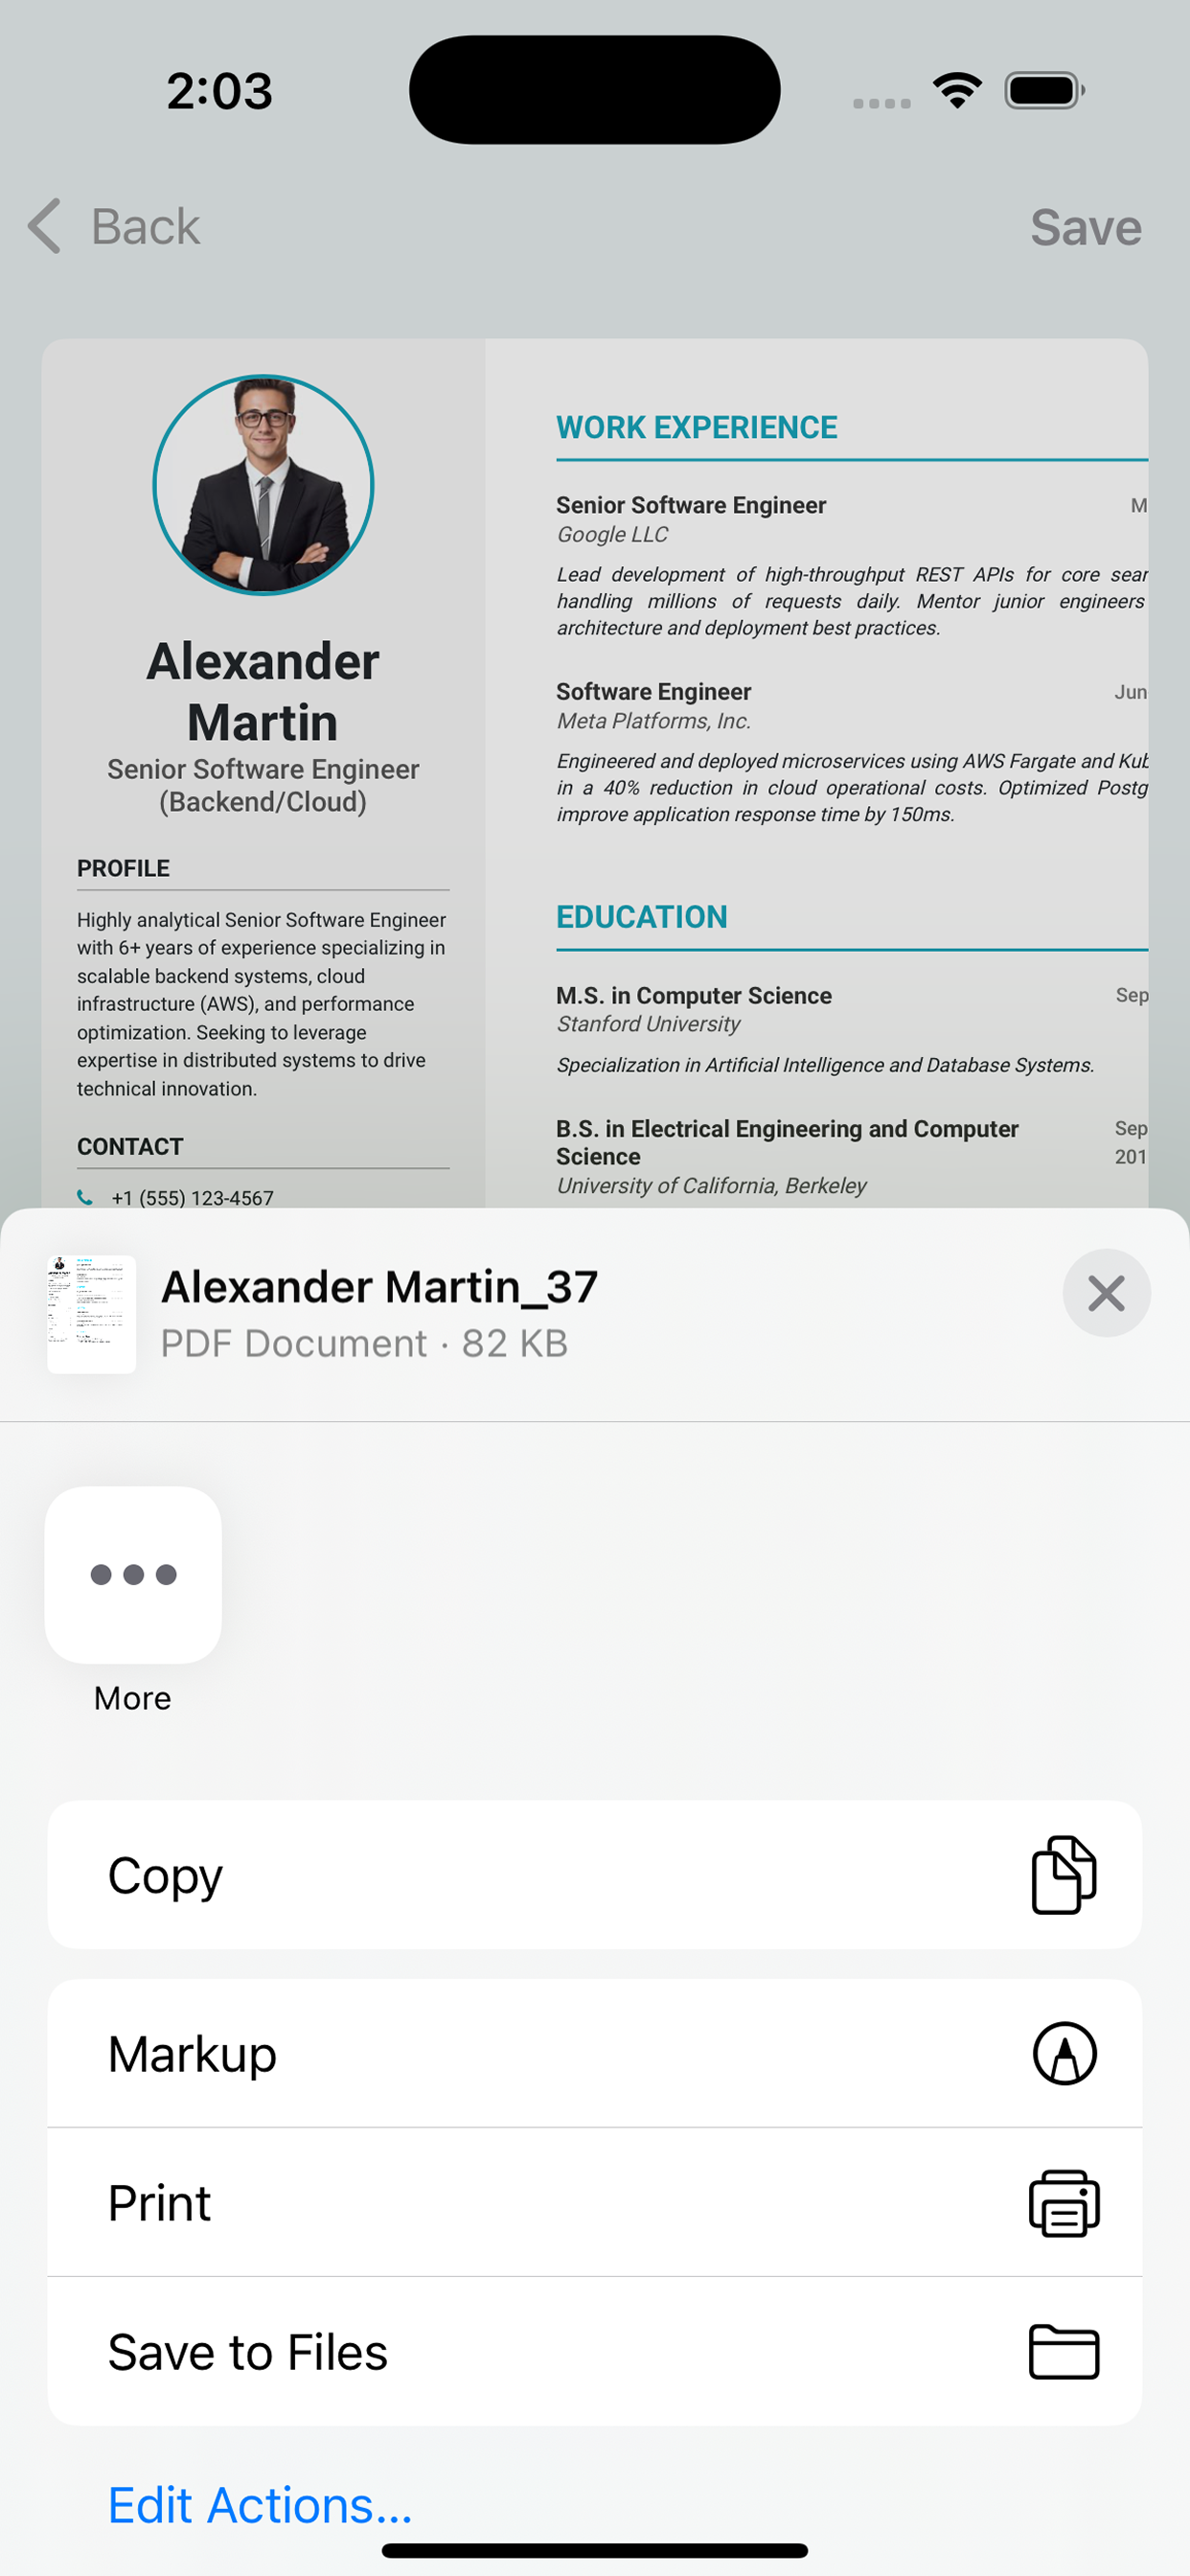 2:03
Back
Save
Alexander
Martin
Senior Software Engineer
(Backend/Cloud)
PROFILE
Highly analytical Senior Software Engineer
with 6+ years of experience specializing in
scalable backend systems, cloud
infrastructure (AWS), and performance
optimization. Seeking to leverage
expertise in distributed systems to drive
technical innovation.
CONTACT
+1 (555) 123-4567
WORK EXPERIENCE
Senior Software Engineer M
Google LLC
Lead development of high-throughput REST APIs for core sear
handling millions of requests daily. Mentor junior engineers
architecture and deployment best practices.
Software Engineer Jun
Meta Platforms, Inc.
Engineered and deployed microservices using AWS Fargate and Kub
in a 40% reduction in cloud operational costs. Optimized Postg
improve application response time by 150ms.
EDUCATION
M.S. in Computer Science Sep
Stanford University
Specialization in Artificial Intelligence and Database Systems.
B.S. in Electrical Engineering and Computer Sep
Science 201
University of California, Berkeley
Alexander Martin_37
PDF Document · 82 KB
More
Copy
Markup
Print
Save to Files
Edit Actions...